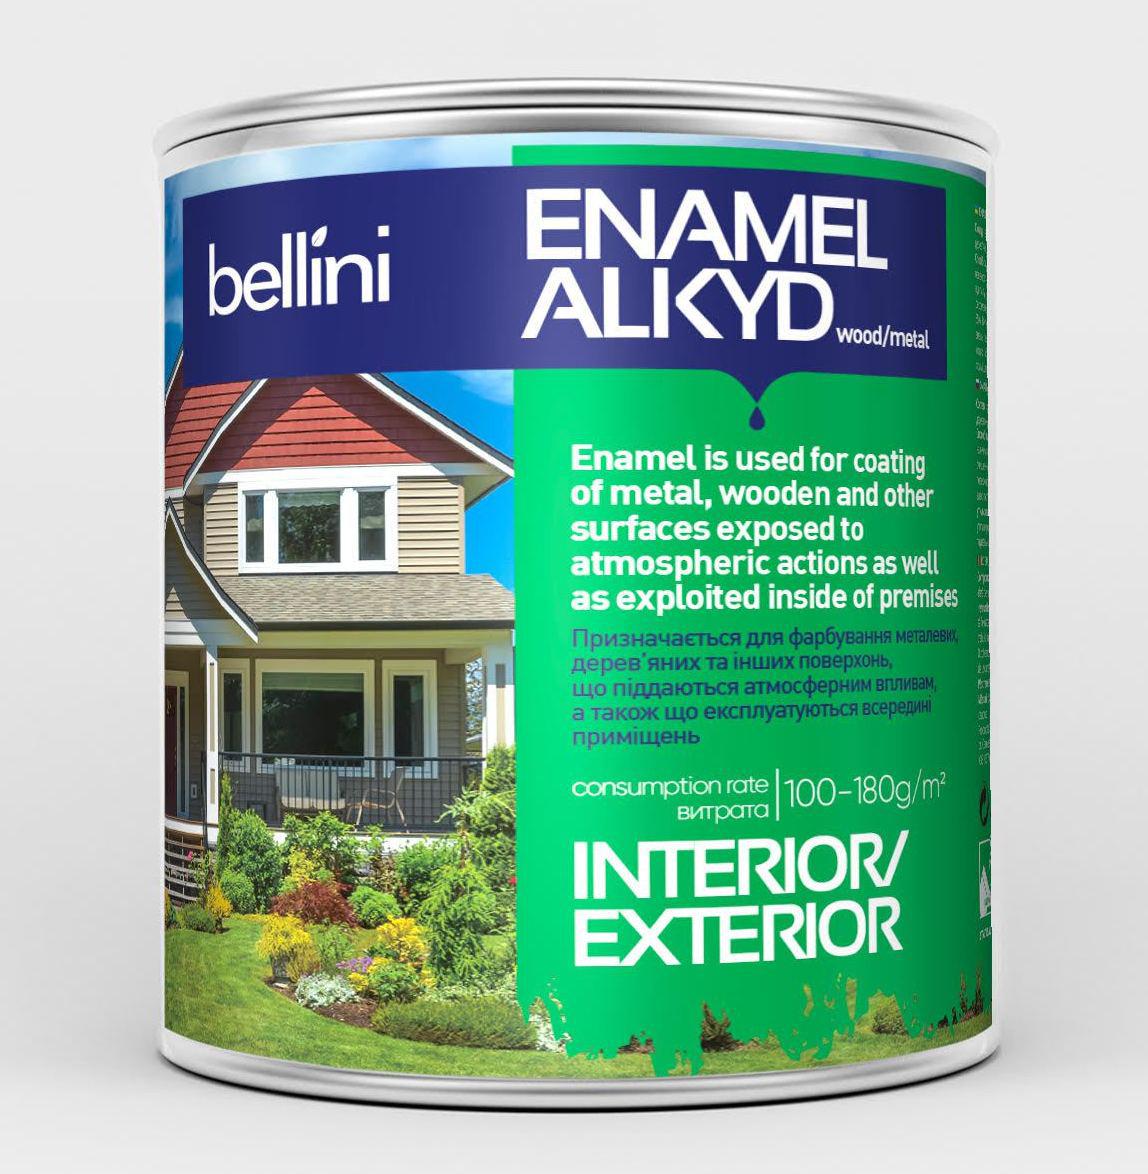 bellini
ENAMEL
ALKYD
wood/metal
Enamel is used for coating
of metal, wooden and other
surfaces exposed to
atmospheric actions as well
as exploited inside of premises
Призначається для фарбування металевих,
дерев'яних та інших поверхонь,
що піддаються атмосферним впливам,
а також що експлуатуються всередині
приміщень
consumption rate
витрата
100-180g/m²
INTERIOR/
EXTERIOR